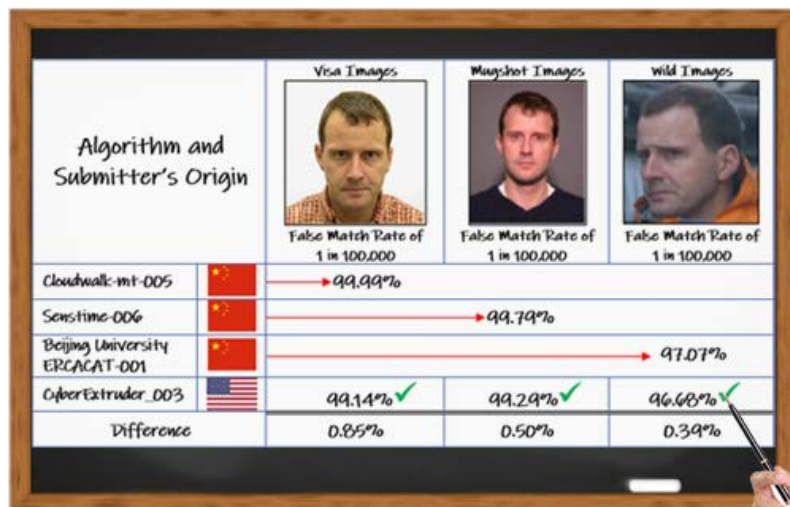 Visa Images
Mugshot Images
Wild Images
Algorithm and
Submitter's Origin
False Match Rate of
1 in 100,000
False Match Rate of
1 in 100,000
False Match Rate of
1 in 100,000
Cloudwalk-mt-005 99.99%
Senstime-006 99.79%
Beijing University
ERCACAT-001 97.07%
CyberExtruder_003 99.14% 99.29% 96.68%
Difference 0.85% 0.50% 0.39%